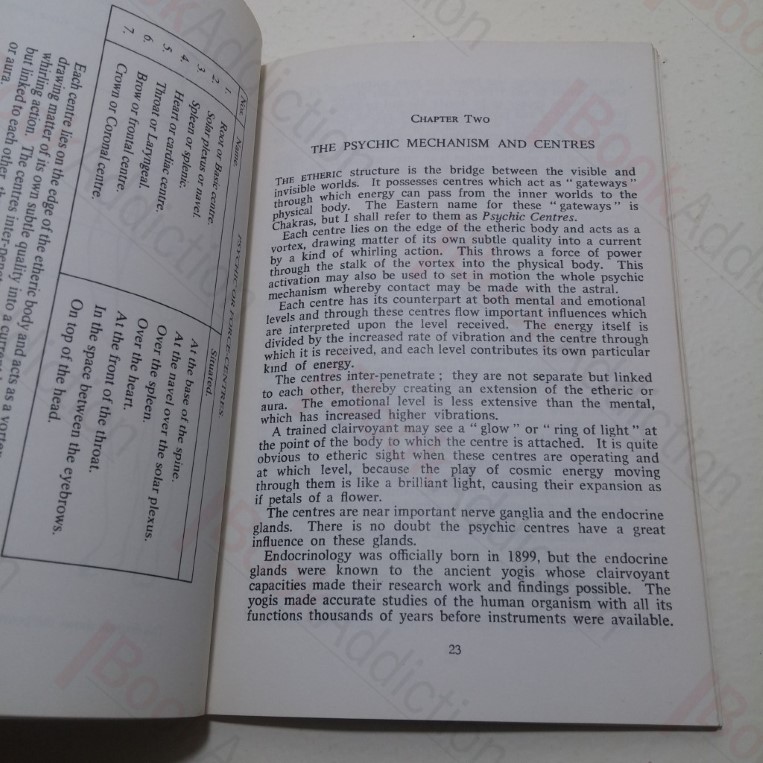 PSYCHIC OR FORCE-CENTRES
Nos. Name Situated.
1. Root or Basic centre. At the base of the spine.
2. Solar plexus or navel. At the navel over the solar plexus.
3. Spleen or splenic. Over the spleen.
4. Heart or cardiac centre. Over the heart.
5. Throat or Laryngeal. At the front of the throat.
6. Brow or frontal centre. In the space between the eyebrows.
7. Crown or Coronal centre. On top of the head.
Each centre lies on the edge of the etheric body and acts as a vortex
drawing matter of its own subtle quality into a current
whirling action. The centres inter-penetrate
but linked to each other
or aura.
CHAPTER TWO
THE PSYCHIC MECHANISM AND CENTRES
THE ETHERIC structure is the bridge between the visible and
invisible worlds. It possesses centres which act as "gateways"
through which energy can pass from the inner worlds to the
physical body. The Eastern name for these "gateways" is
Chakras, but I shall refer to them as Psychic Centres.
Each centre lies on the edge of the etheric body and acts as a
vortex, drawing matter of its own subtle quality into a current
by a kind of whirling action. This throws a force of power
through the stalk of the vortex into the physical body. This
activation may also be used to set in motion the whole psychic
mechanism whereby contact may be made with the astral.
Each centre has its counterpart at both mental and emotional
levels and through these centres flow important influences which
are interpreted upon the level received. The energy itself is
divided by the increased rate of vibration and the centre through
which it is received, and each level contributes its own particular
kind of energy.
The centres inter-penetrate; they are not separate but linked
to each other, thereby creating an extension of the etheric or
aura. The emotional level is less extensive than the mental,
which has increased higher vibrations.
A trained clairvoyant may see a "glow" or "ring of light" at
the point of the body to which the centre is attached. It is quite
obvious to etheric sight when these centres are operating and
at which level, because the play of cosmic energy moving
through them is like a brilliant light, causing their expansion as
if petals of a flower.
The centres are near important nerve ganglia and the endocrine
glands. There is no doubt the psychic centres have a great
influence on these glands.
Endocrinology was officially born in 1899, but the endocrine
glands were known to the ancient yogis whose clairvoyant
capacities made their research work and findings possible. The
yogis made accurate studies of the human organism with all its
functions thousands of years before instruments were available.
23
BookAddiction